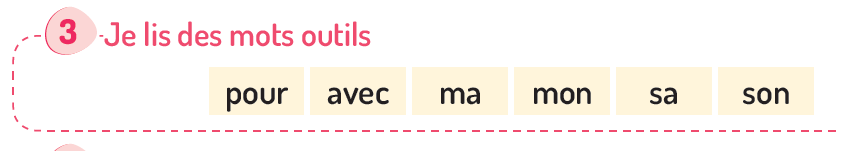 3 Je lis des mots outils
pour avec ma mon sa son